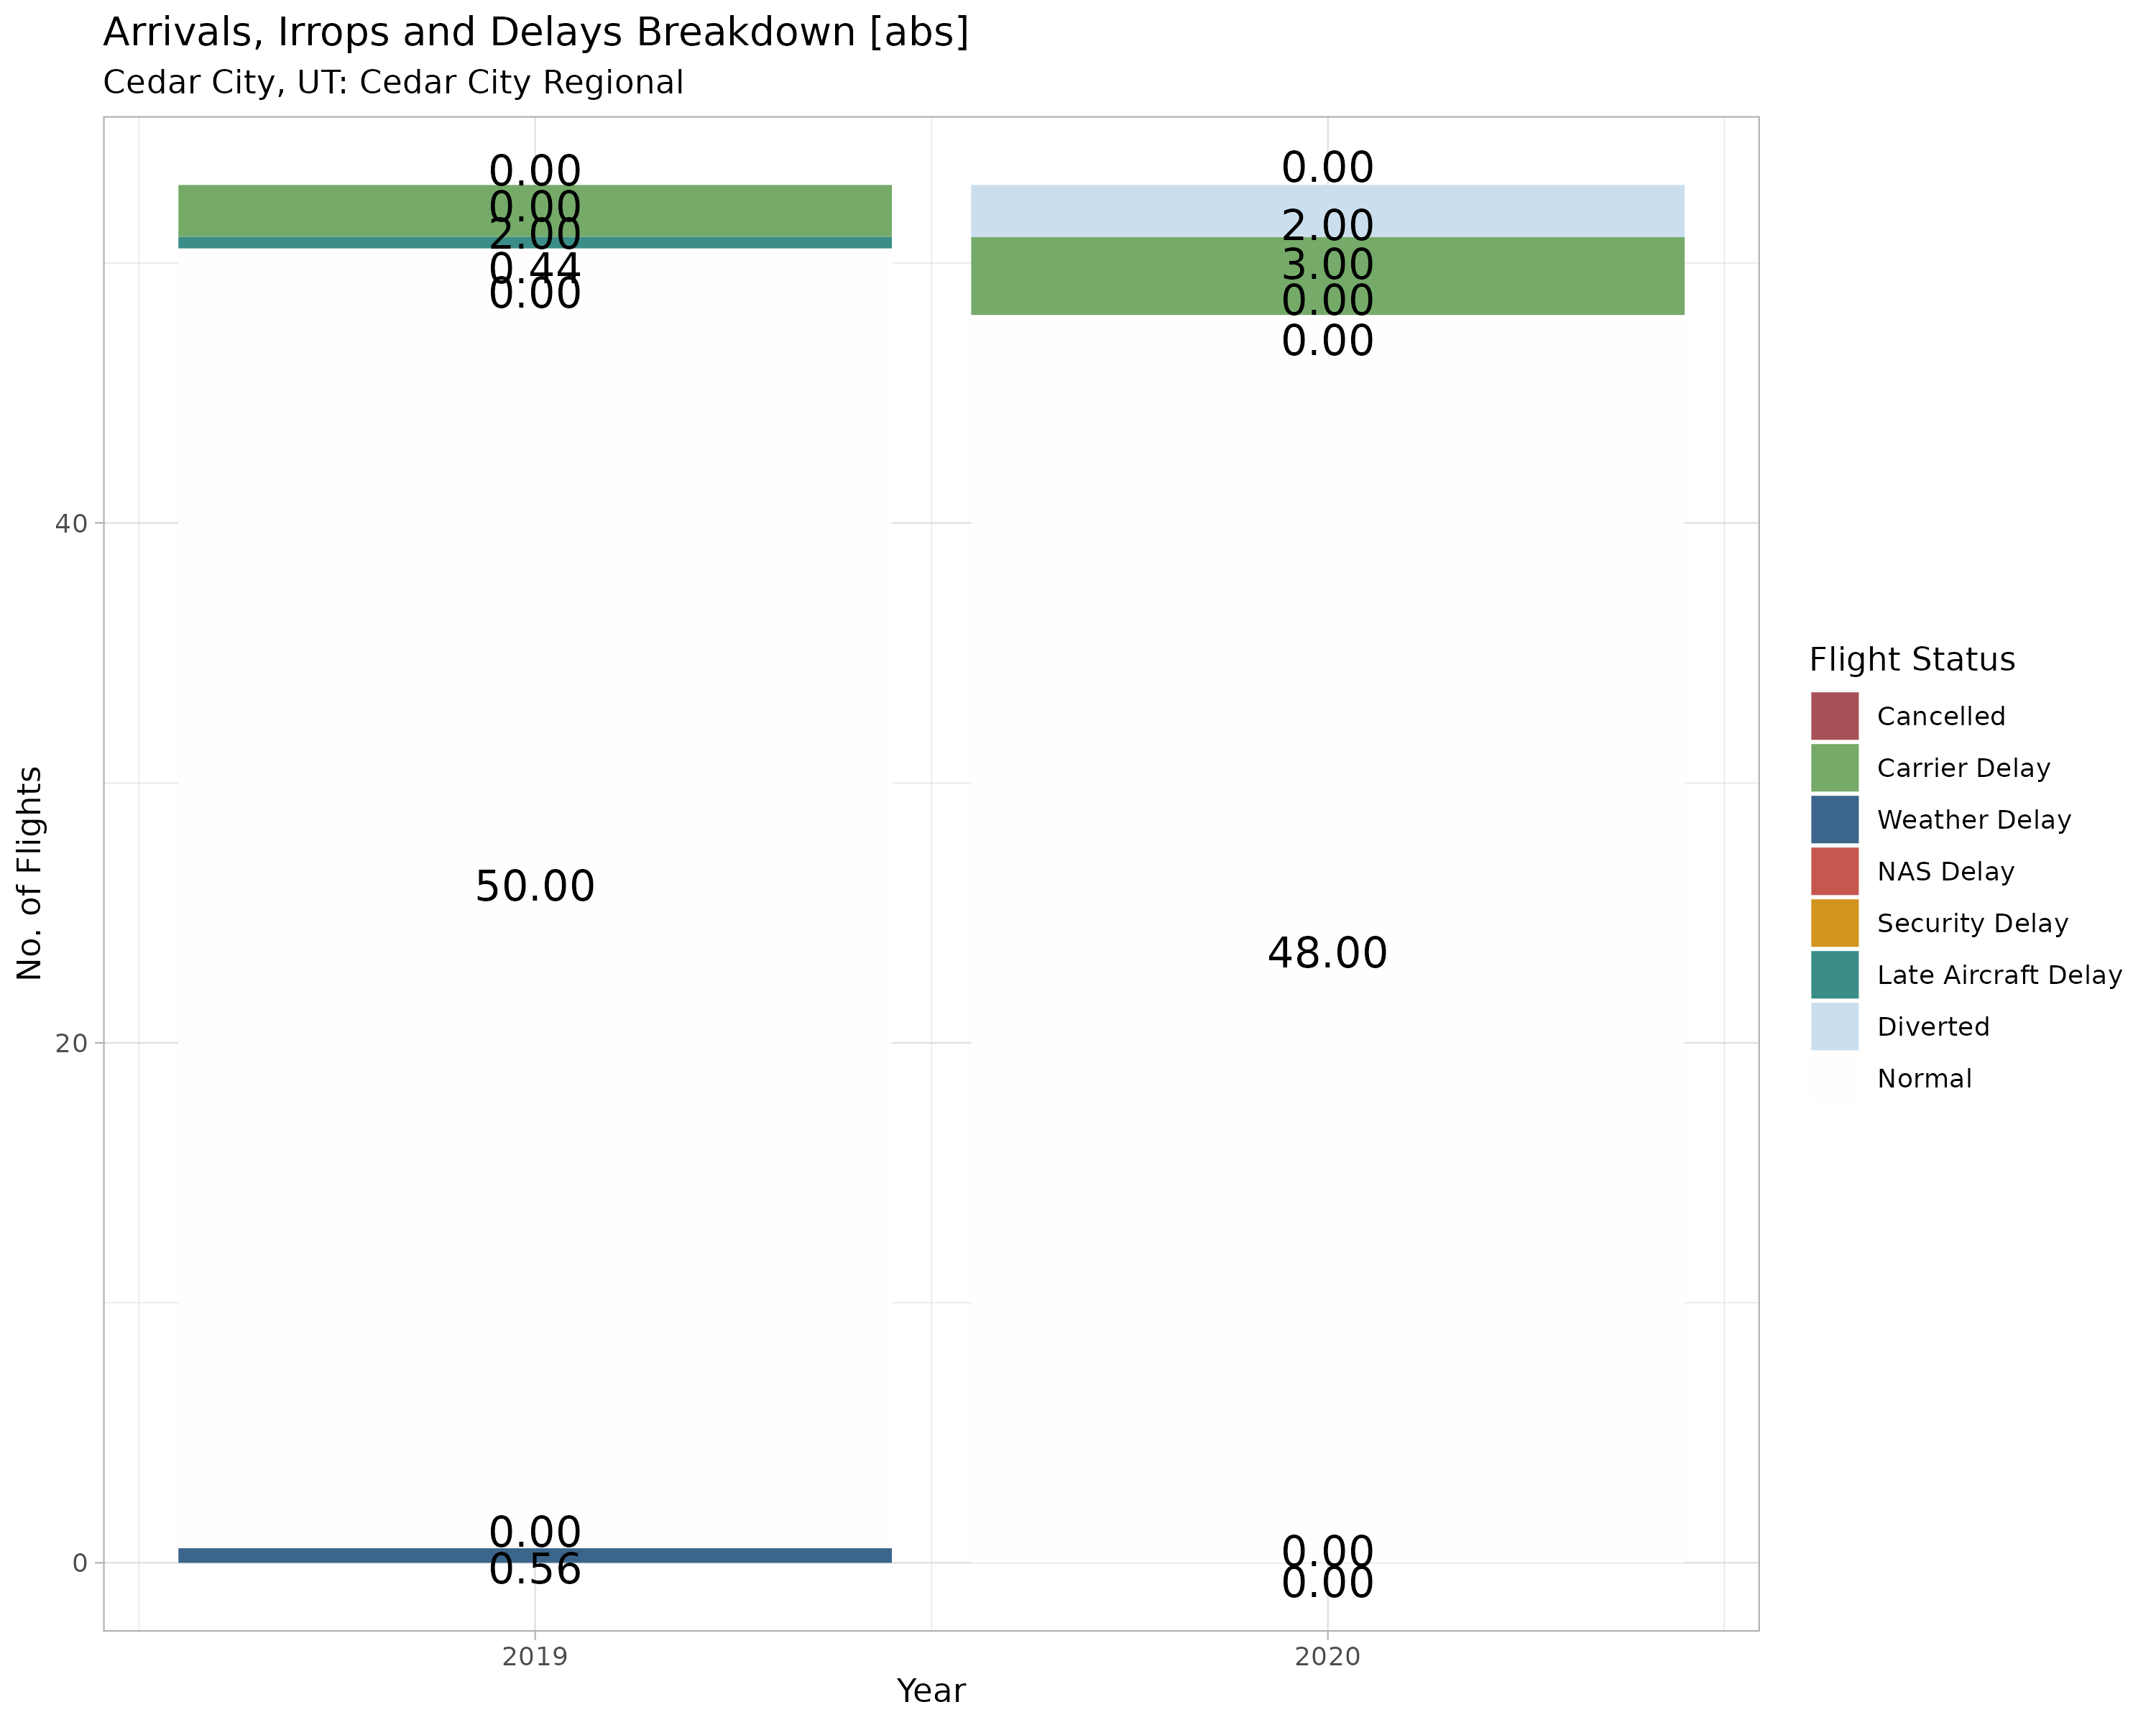 Arrivals, Irrops and Delays Breakdown [abs]
Cedar City, UT: Cedar City Regional
0.00
0.00
2.00
0.44
0.00
50.00
0.00
0.56
0.00
2.00
3.00
0.00
0.00
48.00
0.00
0.00
40
20
0
No. of Flights
2019
2020
Year
Flight Status
Cancelled
Carrier Delay
Weather Delay
NAS Delay
Security Delay
Late Aircraft Delay
Diverted
Normal